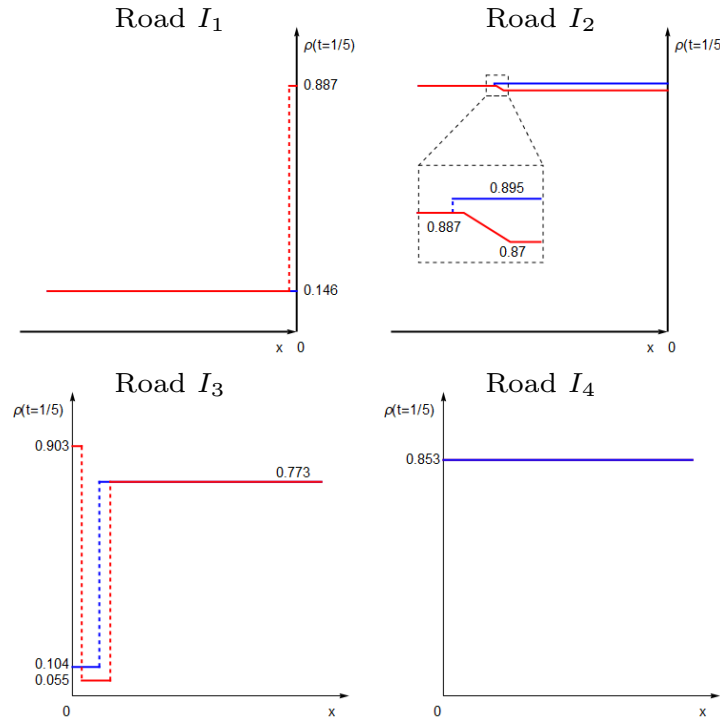 Road I1
ρ(t=1/5)
0.887
0.146
x 0
Road I2
ρ(t=1/5)
0.895
0.887
0.87
x 0
Road I3
ρ(t=1/5)
0.903
0.773
0.104
0.055
0 x
Road I4
ρ(t=1/5)
0.853
0 x